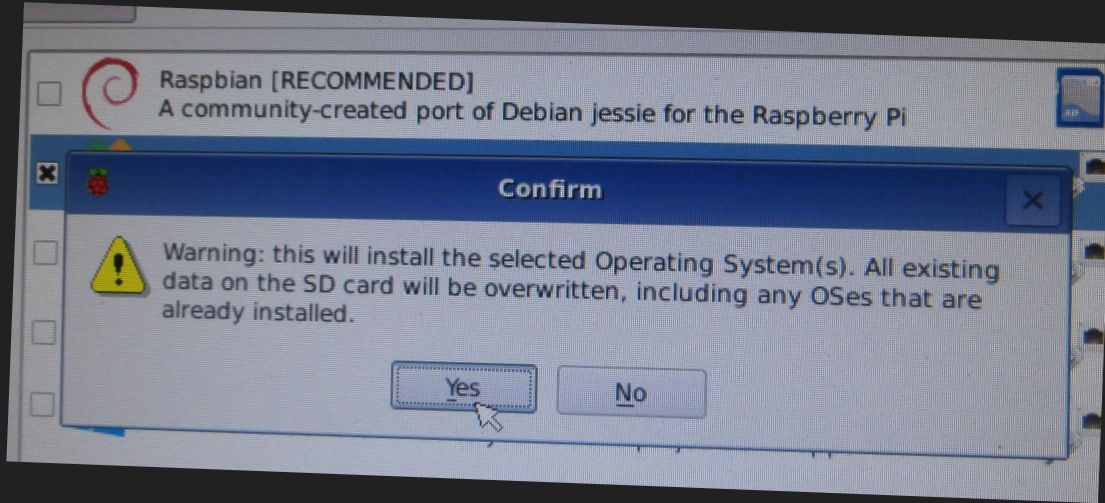 Raspbian [RECOMMENDED]
A community-created port of Debian jessie for the Raspberry Pi
Confirm
Warning: this will install the selected Operating System(s). All existing
data on the SD card will be overwritten, including any OSes that are
already installed.
Yes
No